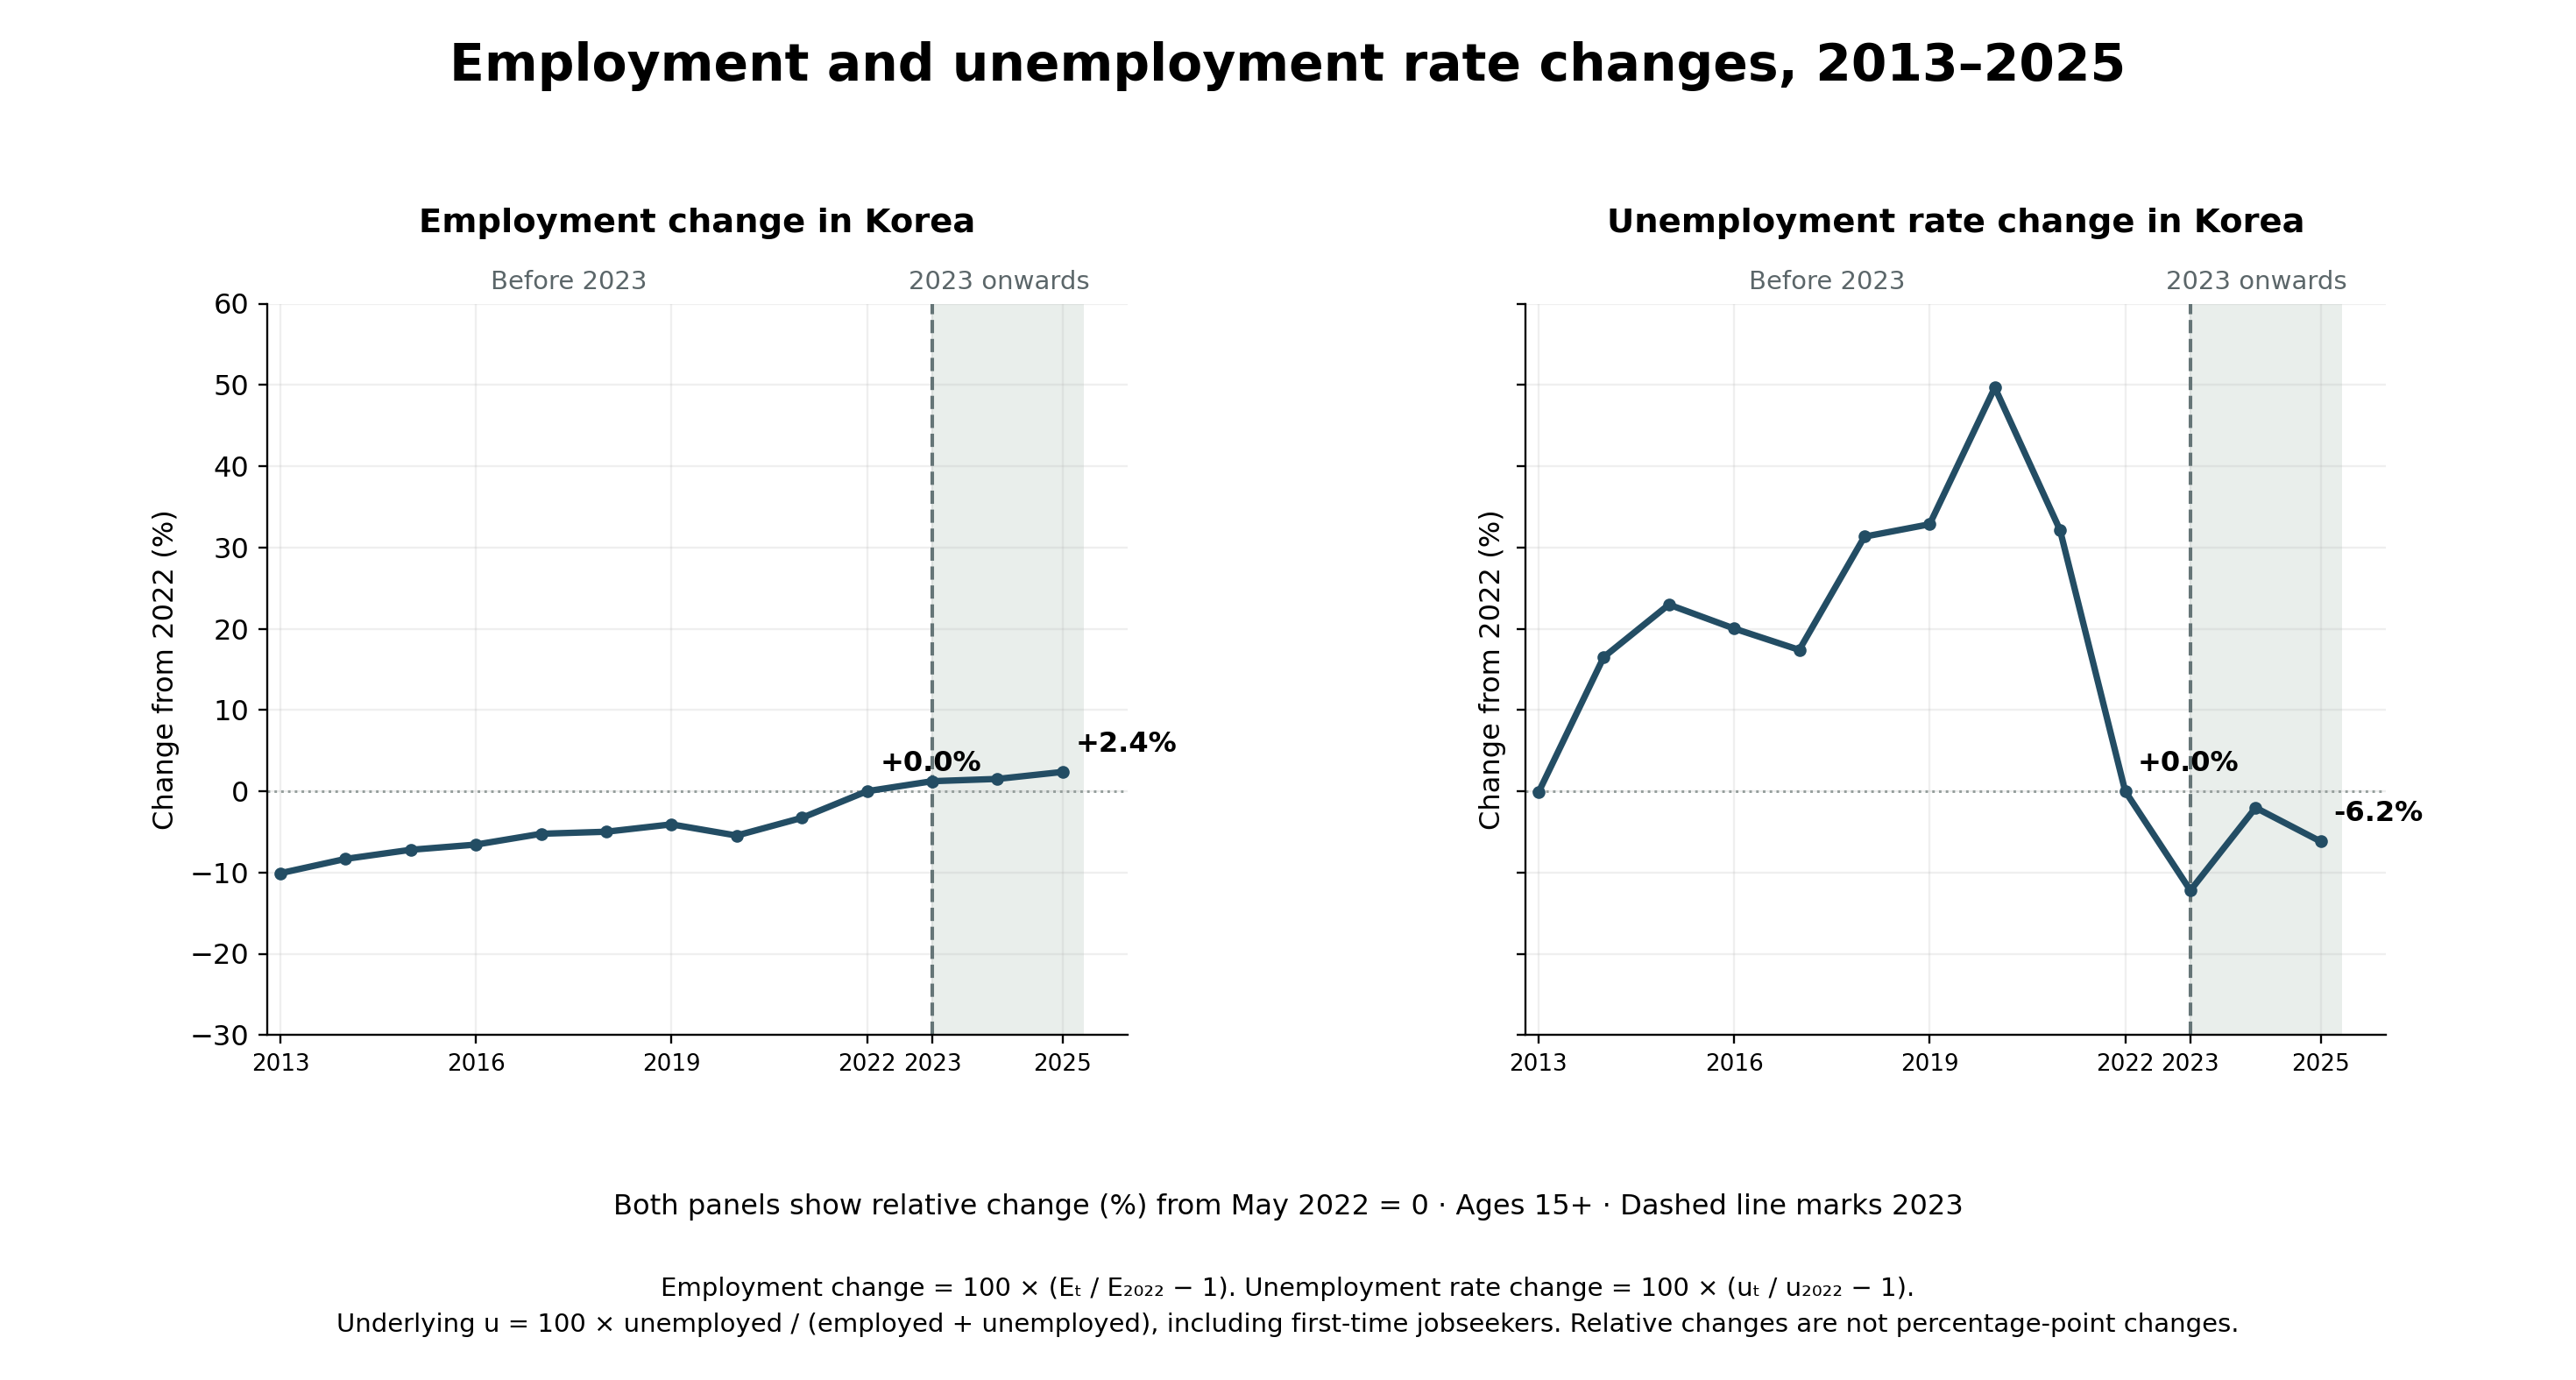 Employment and unemployment rate changes, 2013–2025
Employment change in Korea
Before 2023
2023 onwards
Change from 2022 (%)
60
50
40
30
20
10
0
−10
−20
−30
+0.0%
+2.4%
2013
2016
2019
2022
2023
2025
Unemployment rate change in Korea
Before 2023
2023 onwards
Change from 2022 (%)
+0.0%
-6.2%
2013
2016
2019
2022
2023
2025
Both panels show relative change (%) from May 2022 = 0 · Ages 15+ · Dashed line marks 2023
Employment change = 100 × (Eₜ / E₂₀₂₂ − 1). Unemployment rate change = 100 × (uₜ / u₂₀₂₂ − 1).
Underlying u = 100 × unemployed / (employed + unemployed), including first-time jobseekers. Relative changes are not percentage-point changes.